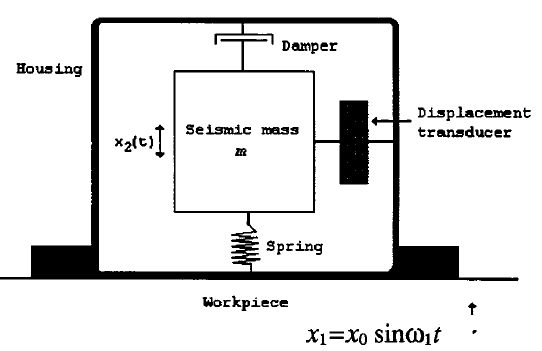 Damper
Housing
Displacement
transducer
Seismic mass
m
x₂(t)
Spring
Workpiece
x₁=x₀ sinω₁t